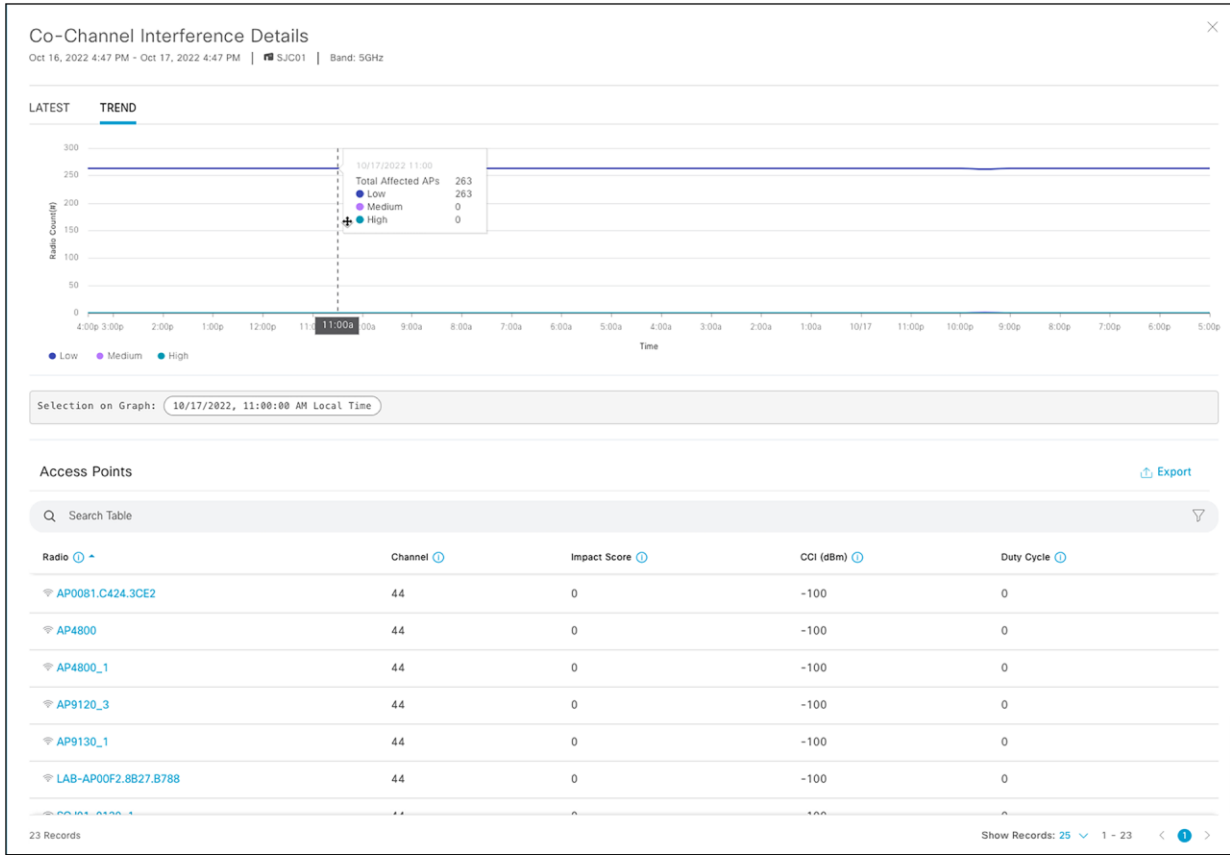 Co-Channel Interference Details
Oct 16, 2022 4:47 PM - Oct 17, 2022 4:47 PM | SJC01 | Band: 5GHz
LATEST TREND
300
250
200
150
100
50
0
Radio Count(#)
10/17/2022 11:00
Total Affected APs 263
Low 263
Medium 0
High 0
4:00p 3:00p 2:00p 1:00p 12:00p 11:0 11:00a :00a 9:00a 8:00a 7:00a 6:00a 5:00a 4:00a 3:00a 2:00a 1:00a 10/17 11:00p 10:00p 9:00p 8:00p 7:00p 6:00p 5:00p
Time
Low Medium High
Selection on Graph: 10/17/2022, 11:00:00 AM Local Time
Access Points Export
Search Table
Radio Channel Impact Score CCI (dBm) Duty Cycle
AP0081.C424.3CE2 44 0 -100 0
AP4800 44 0 -100 0
AP4800_1 44 0 -100 0
AP9120_3 44 0 -100 0
AP9130_1 44 0 -100 0
LAB-AP00F2.8B27.B788 44 0 -100 0
23 Records Show Records: 25 1 - 23 < 1 >